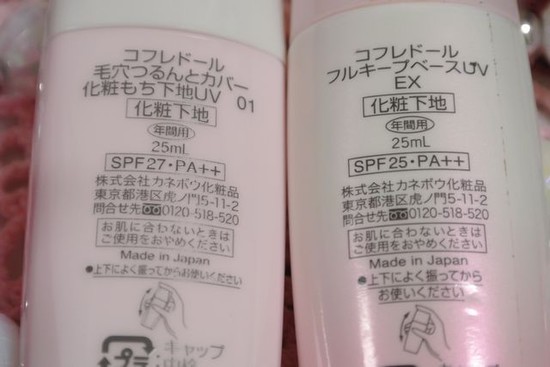 コフレドール
毛穴つるんとカバー
化粧もち下地UV 01
化粧下地
年間用
25mL
SPF27・PA++
株式会社カネボウ化粧品
東京都港区虎ノ門5-11-2
問合せ先 0120-518-520
お肌に合わないときは
ご使用をおやめください
Made in Japan
●上下によく振ってからお使いください
プラ
キャップ
コフレドール
フルキープベースUV
EX
化粧下地
年間用
25mL
SPF25・PA++
株式会社カネボウ化粧品
東京都港区虎ノ門5-11-2
問合せ先 0120-518-520
お肌に合わないときは
ご使用をおやめください
Made in Japan
●上下によく振ってから
お使いください
キャップ